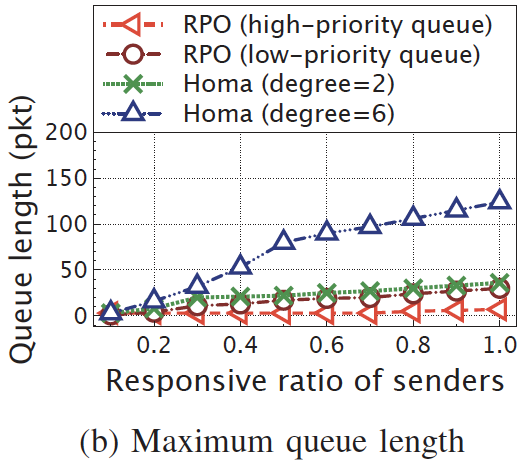 RPO (high-priority queue)
RPO (low-priority queue)
Homa (degree=2)
Homa (degree=6)
Queue length (pkt)
200
150
100
50
0
0.2 0.4 0.6 0.8 1.0
Responsive ratio of senders
(b) Maximum queue length